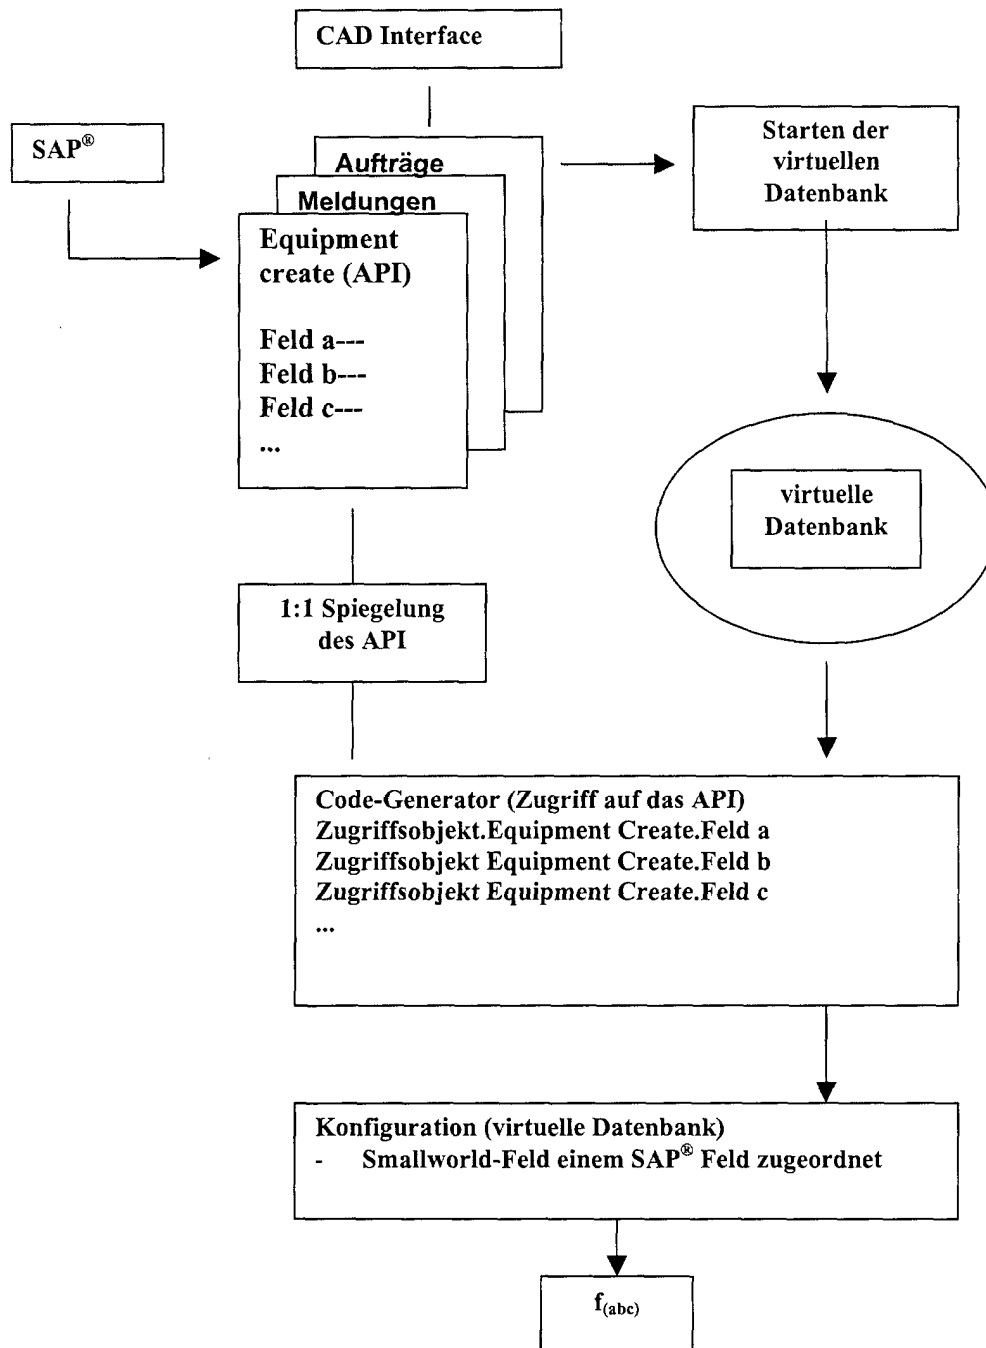 CAD Interface
SAP®
Aufträge
Meldungen
Equipment
create (API)
Feld a---
Feld b---
Feld c---
...
Starten der
virtuellen
Datenbank
virtuelle
Datenbank
1:1 Spiegelung
des API
Code-Generator (Zugriff auf das API)
Zugriffsobjekt.Equipment Create.Feld a
Zugriffsobjekt Equipment Create.Feld b
Zugriffsobjekt Equipment Create.Feld c
...
Konfiguration (virtuelle Datenbank)
- Smallworld-Feld einem SAP® Feld zugeordnet
f(abc)